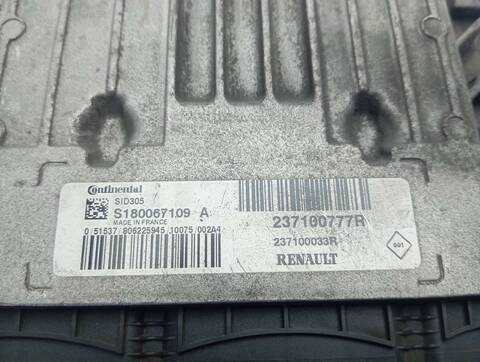 Continental
SID305
S180067109 A
MADE IN FRANCE
0 51537 806225945 10075 002A4
237100777R
237100033R
RENAULT
001